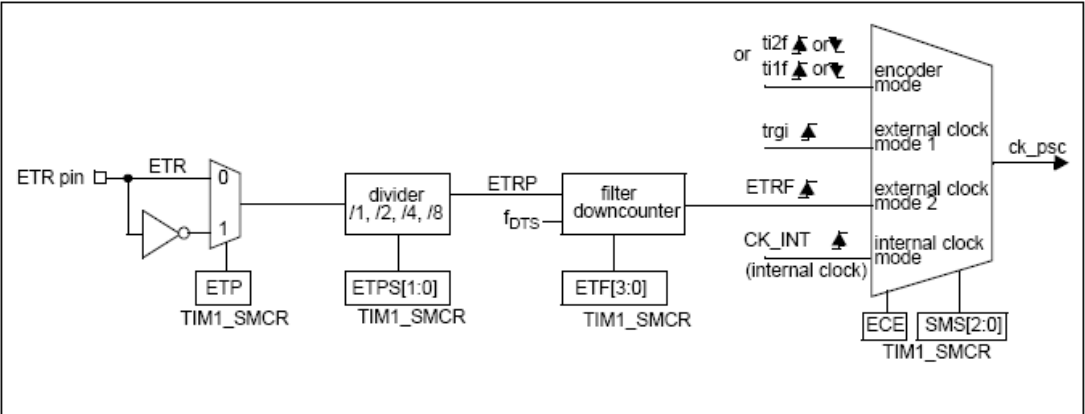 or ti2f or
ti1f or
encoder
mode
trgi
external clock
mode 1
ck_psc
ETR pin
ETR
0
1
divider
/1, /2, /4, /8
ETRP
fDTS
filter
downcounter
ETRF
external clock
mode 2
CK_INT
(internal clock)
internal clock
mode
ETP
TIM1_SMCR
ETPS[1:0]
TIM1_SMCR
ETF[3:0]
TIM1_SMCR
ECE
SMS[2:0]
TIM1_SMCR